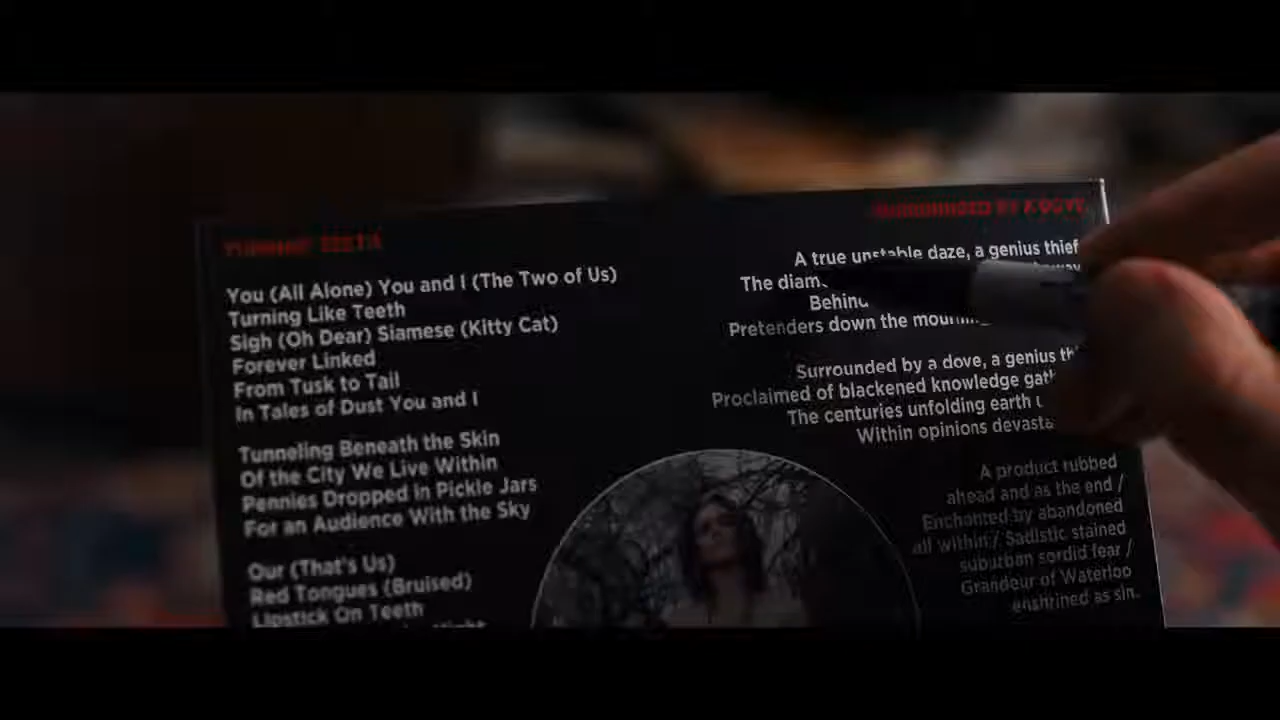 TURNING TEETH
You (All Alone) You and I (The Two of Us)
Turning Like Teeth
Sigh (Oh Dear) Siamese (Kitty Cat)
Forever Linked
From Tusk to Tail
In Tales of Dust You and I
Tunneling Beneath the Skin
Of the City We Live Within
Pennies Dropped in Pickle Jars
For an Audience With the Sky
Our (That's Us)
Red Tongues (Bruised)
Lipstick On Teeth
SURROUNDED BY A DOVE
A true unstable daze, a genius thief
The
Behind
Pretenders down the
Surrounded by a dove, a genius
Proclaimed of blackened knowledge
The centuries unfolding earth
Within opinions
A product rubbed
ahead and as the end /
Enchanted by abandoned
all within / Sadistic stained
suburban sordid fear /
Grandeur of Waterloo
enshrined as sin.